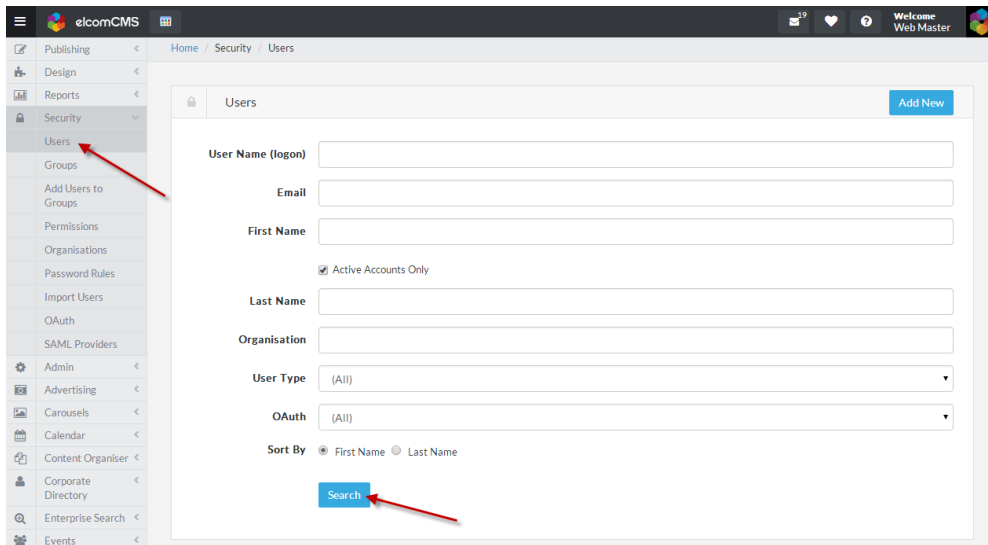 elcomCMS
19
Welcome
Web Master
Publishing
Design
Reports
Security
Users
Groups
Add Users to
Groups
Permissions
Organisations
Password Rules
Import Users
OAuth
SAML Providers
Admin
Advertising
Carousels
Calendar
Content Organiser
Corporate
Directory
Enterprise Search
Events
Home / Security / Users
Users
Add New
User Name (logon)
Email
First Name
Active Accounts Only
Last Name
Organisation
User Type (All)
OAuth (All)
Sort By First Name Last Name
Search